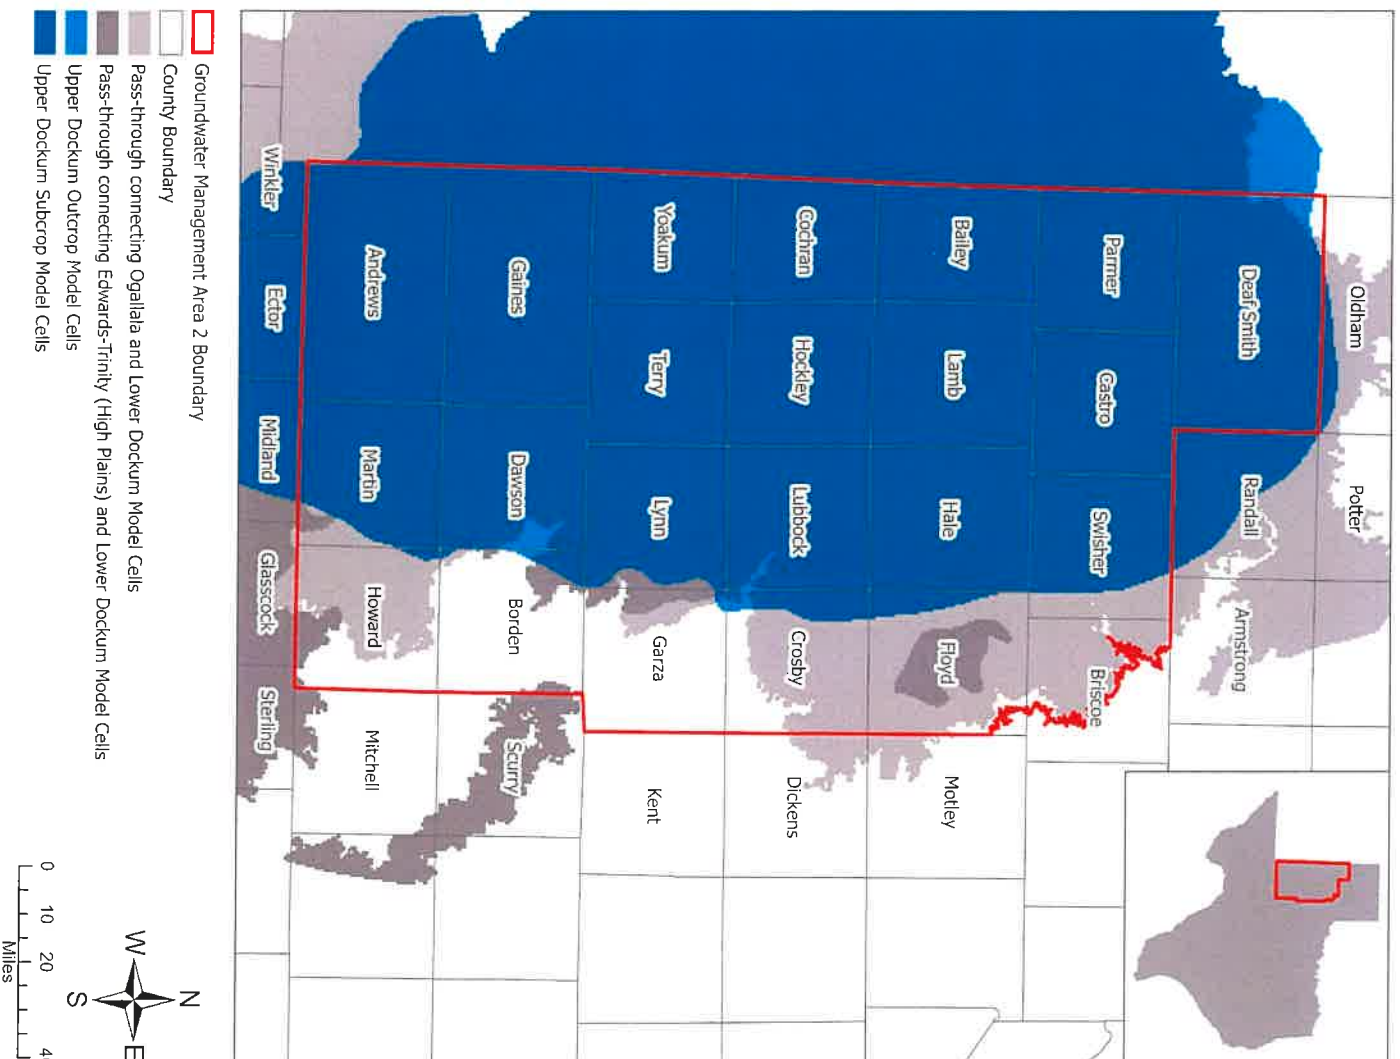 Oldham
Potter
Deaf Smith
Randall
Armstrong
Parmer
Castro
Swisher
Briscoe
Bailey
Lamb
Hale
Floyd
Motley
Cochran
Hockley
Lubbock
Crosby
Dickens
Yoakum
Terry
Lynn
Garza
Kent
Gaines
Dawson
Borden
Scurry
Andrews
Martin
Howard
Mitchell
Winkler
Ector
Midland
Glasscock
Sterling
Groundwater Management Area 2 Boundary
County Boundary
Pass-through connecting Ogallala and Lower Dockum Model Cells
Pass-through connecting Edwards-Trinity (High Plains) and Lower Dockum Model Cells
Upper Dockum Outcrop Model Cells
Upper Dockum Subcrop Model Cells
N
W E
S
0 10 20
Miles